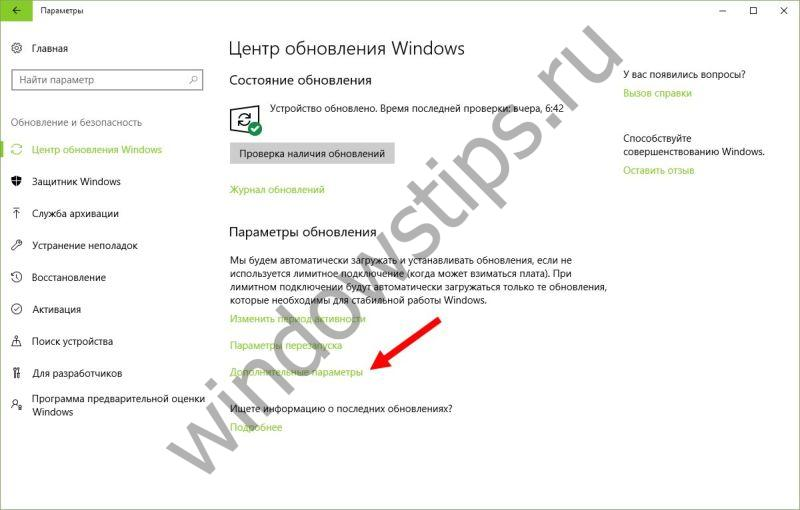 Параметры
Главная
Найти параметр
Обновление и безопасность
Центр обновления Windows
Защитник Windows
Служба архивации
Устранение неполадок
Восстановление
Активация
Поиск устройства
Для разработчиков
Программа предварительной оценки
Windows
Центр обновления Windows
Состояние обновления
Устройство обновлено. Время последней проверки: вчера, 6:42
Проверка наличия обновлений
Журнал обновлений
Параметры обновления
Мы будем автоматически загружать и устанавливать обновления, если не
используется лимитное подключение (когда может взиматься плата). При
лимитном подключении будут автоматически загружаться только те обновления,
которые необходимы для стабильной работы Windows.
Изменить период активности
Параметры перезапуска
Дополнительные параметры
Ищете информацию о последних обновлениях?
Подробнее
У вас появились вопросы?
Вызов справки
Способствуйте
совершенствованию Windows.
Оставить отзыв
windowstips.ru